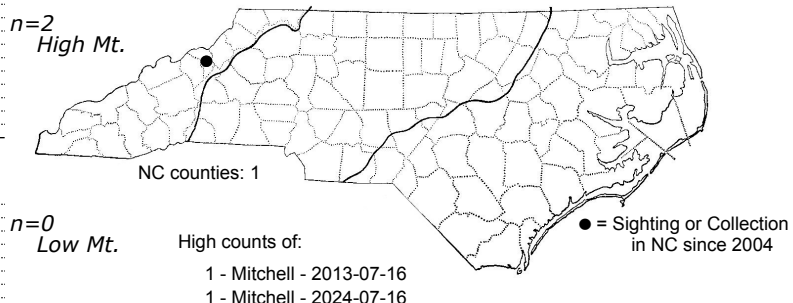 n=2
High Mt.
NC counties: 1
n=0
Low Mt.
High counts of:
1 - Mitchell - 2013-07-16
1 - Mitchell - 2024-07-16
● = Sighting or Collection
in NC since 2004